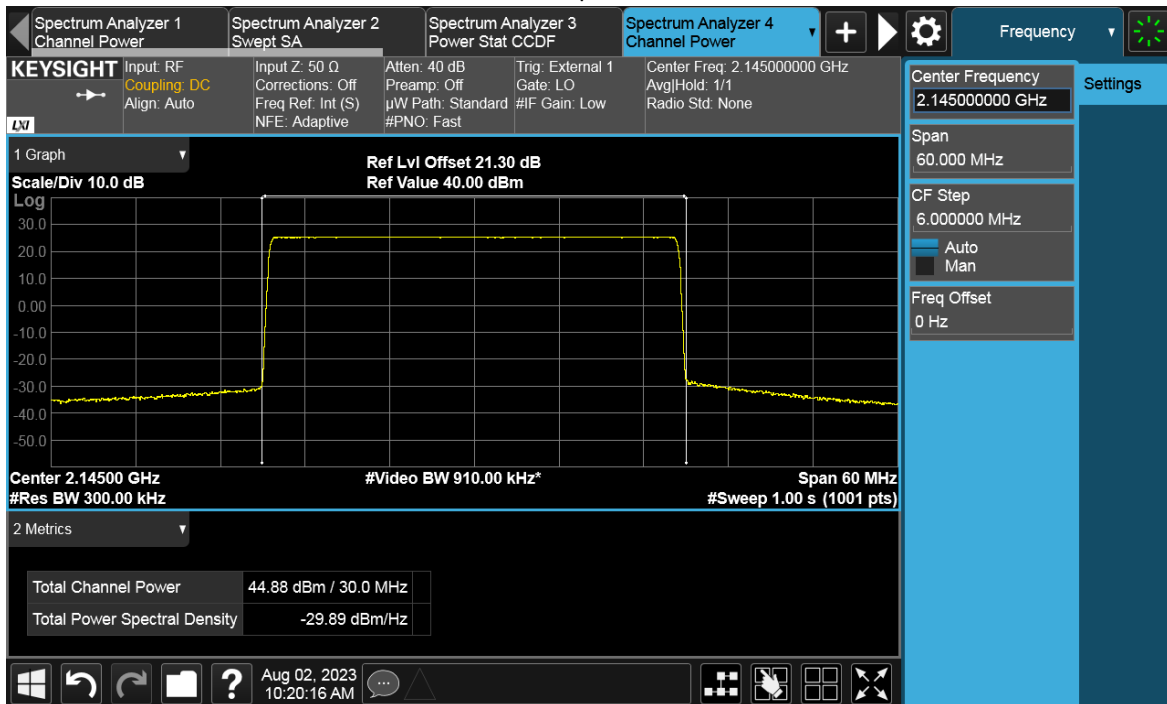 Spectrum Analyzer 1
Channel Power
Spectrum Analyzer 2
Swept SA
Spectrum Analyzer 3
Power Stat CCDF
Spectrum Analyzer 4
Channel Power
Frequency
KEYSIGHT
LXI
Input: RF
Coupling: DC
Align: Auto
Input Z: 50 Ω
Corrections: Off
Freq Ref: Int (S)
NFE: Adaptive
Atten: 40 dB
Preamp: Off
µW Path: Standard
#PNO: Fast
Trig: External 1
Gate: LO
#IF Gain: Low
Center Freq: 2.145000000 GHz
Avg|Hold: 1/1
Radio Std: None
1 Graph
Scale/Div 10.0 dB
Ref Lvl Offset 21.30 dB
Ref Value 40.00 dBm
Log
30.0
20.0
10.0
0.00
-10.0
-20.0
-30.0
-40.0
-50.0
Center 2.14500 GHz
#Res BW 300.00 kHz
#Video BW 910.00 kHz*
Span 60 MHz
#Sweep 1.00 s (1001 pts)
2 Metrics
Total Channel Power 44.88 dBm / 30.0 MHz
Total Power Spectral Density -29.89 dBm/Hz
Aug 02, 2023
10:20:16 AM
Center Frequency
2.145000000 GHz
Span
60.000 MHz
CF Step
6.000000 MHz
Auto
Man
Freq Offset
0 Hz
Settings